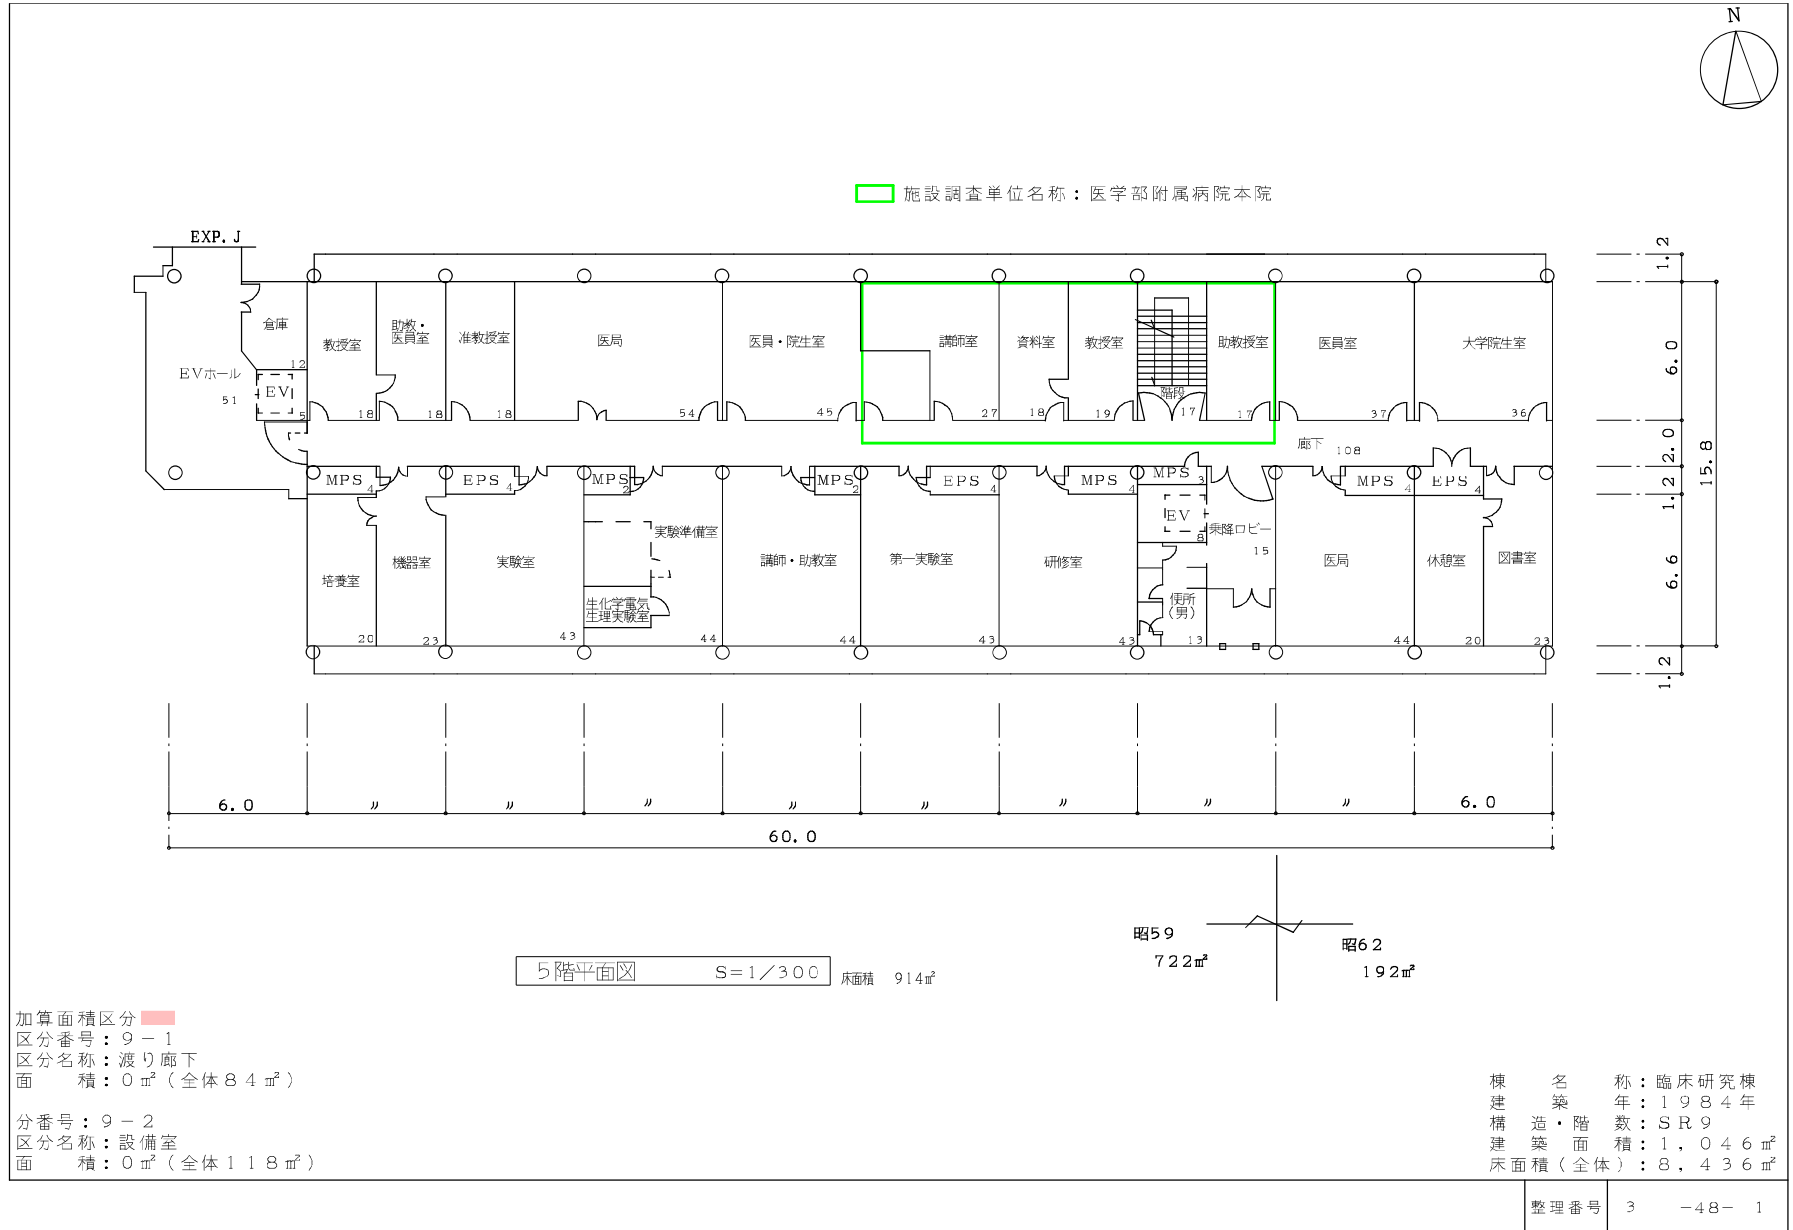 N
施設調査単位名称：医学部附属病院本院
EXP. J
1.2
倉庫
12
教授室
18
助教・
医員室
18
准教授室
18
医局
54
医員・院生室
45
講師室
27
資料室
18
教授室
19
階段
17
助教授室
17
医員室
37
大学院生室
36
6.0
EVホール
51
EV
5
廊下
108
2.0
15.8
MPS
4
EPS
4
MPS
2
MPS
2
EPS
4
MPS
4
MPS
3
MPS
4
EPS
4
1.2
培養室
20
機器室
23
実験室
43
実験準備室
生化学電気
生理実験室
44
講師・助教室
44
第一実験室
43
研修室
43
EV
8
乗降ロビー
15
便所
(男)
13
医局
44
休憩室
20
図書室
23
6.6
1.2
6.0 〃 〃 〃 〃 〃 〃 〃 〃 6.0
60.0
昭59
722㎡
昭62
192㎡
5階平面図 S=1/300
床面積 914㎡
加算面積区分
区分番号：９－１
区分名称：渡り廊下
面　積：０㎡（全体８４㎡）
分番号：９－２
区分名称：設備室
面　積：０㎡（全体１１８㎡）
棟名称：臨床研究棟
建築年：１９８４年
構造・階数：ＳＲ９
建築面積：１，０４６㎡
床面積（全体）：８，４３６㎡
整理番号 3 -48- 1